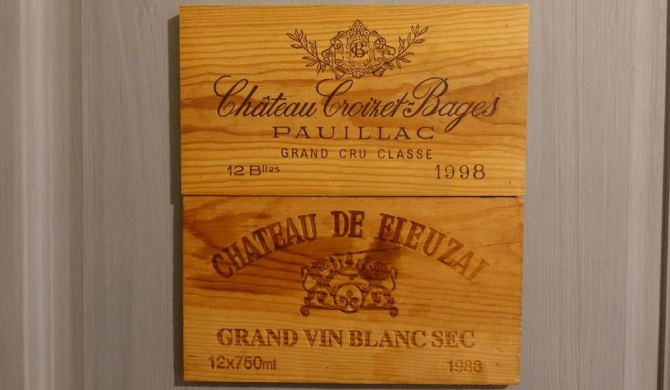 Château Croizet-Bages
PAUILLAC
GRAND CRU CLASSE
12 Blles 1998
CHATEAU DE FIEUZAL
GRAND VIN BLANC SEC
12x750ml 1988